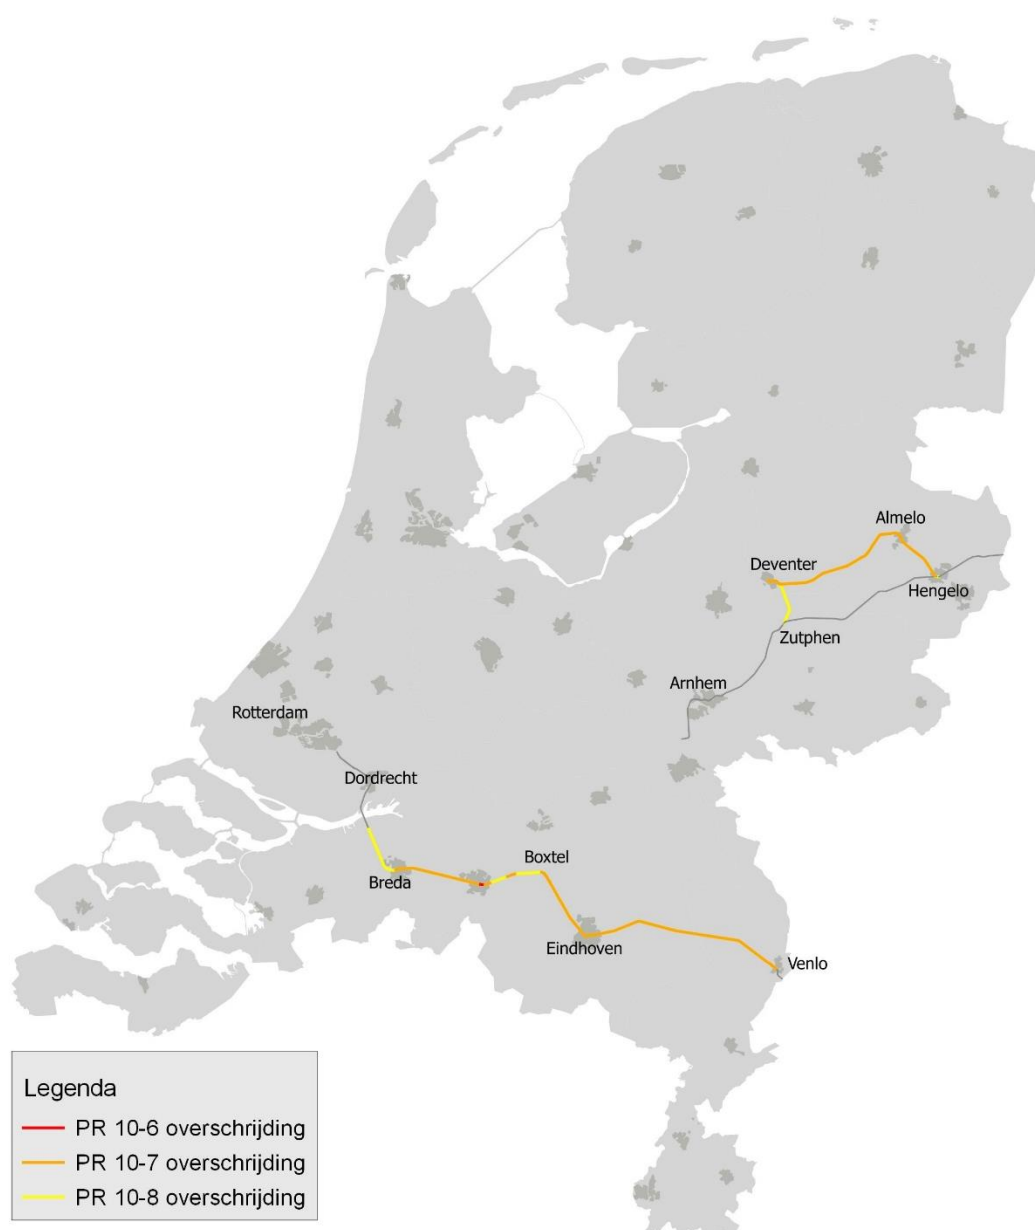 Almelo
Deventer
Hengelo
Zutphen
Arnhem
Rotterdam
Dordrecht
Boxtel
Breda
Eindhoven
Venlo
Legenda
PR 10-6 overschrijding
PR 10-7 overschrijding
PR 10-8 overschrijding